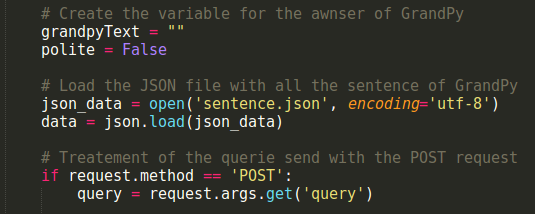 # Create the variable for the awnser of GrandPy
grandpyText = ""
polite = False
# Load the JSON file with all the sentence of GrandPy
json_data = open('sentence.json', encoding='utf-8')
data = json.load(json_data)
# Treatement of the querie send with the POST request
if request.method == 'POST':
query = request.args.get('query')